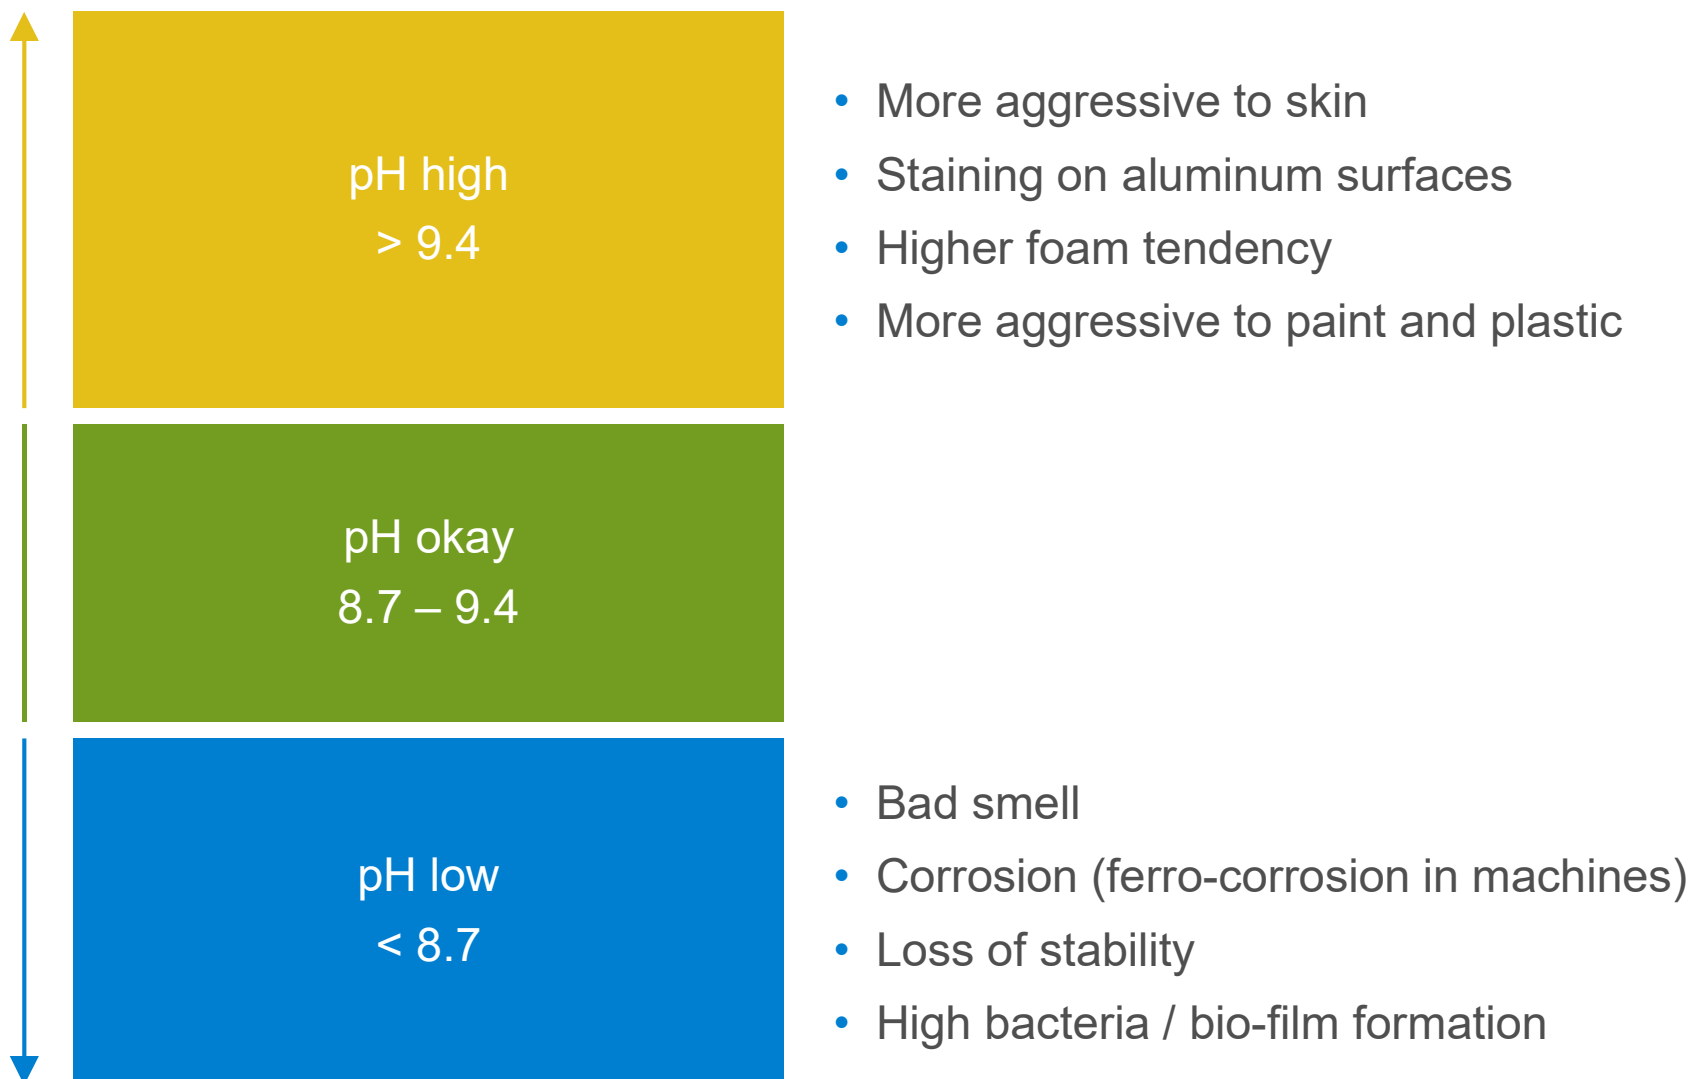 pH high
> 9.4
• More aggressive to skin
• Staining on aluminum surfaces
• Higher foam tendency
• More aggressive to paint and plastic
pH okay
8.7 – 9.4
pH low
< 8.7
• Bad smell
• Corrosion (ferro-corrosion in machines)
• Loss of stability
• High bacteria / bio-film formation